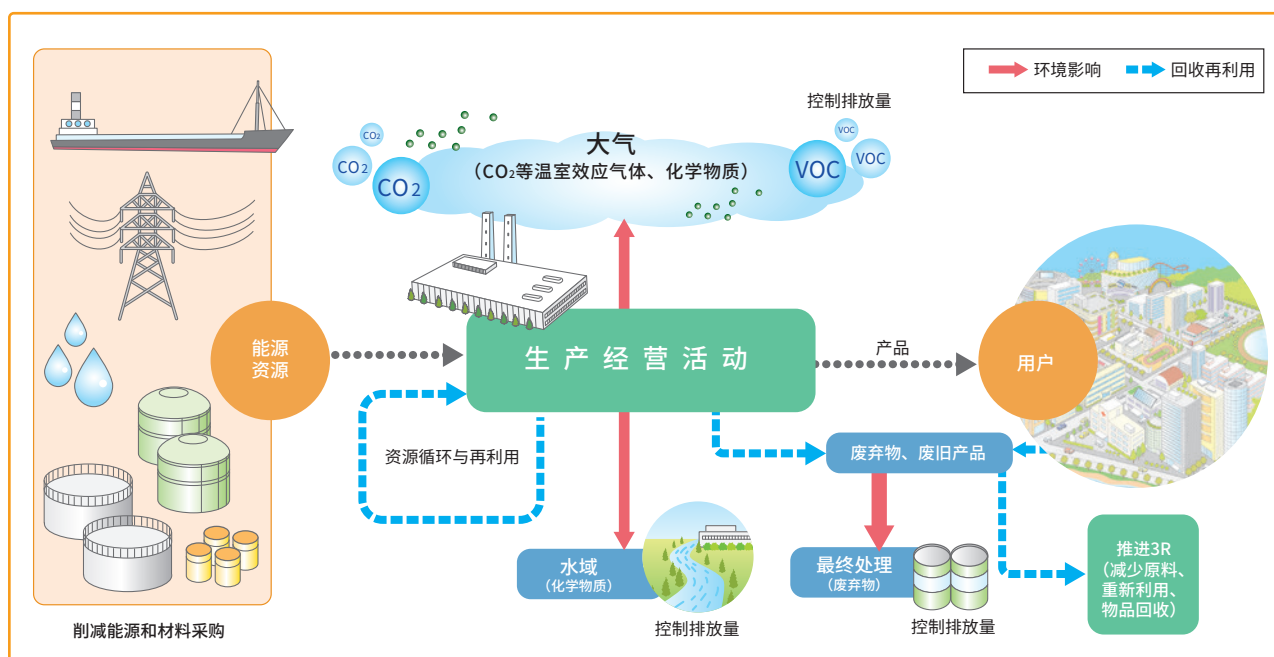 环境影响
回收再利用
控制排放量
大气
（CO₂等温室效应气体、化学物质）
CO₂
CO₂
CO₂
VOC
VOC
VOC
能源
资源
生产经营活动
产品
用户
资源循环与再利用
废弃物、废旧产品
水域
（化学物质）
控制排放量
最终处理
（废弃物）
控制排放量
推进3R
（减少原料、
重新利用、
物品回收）
削减能源和材料采购